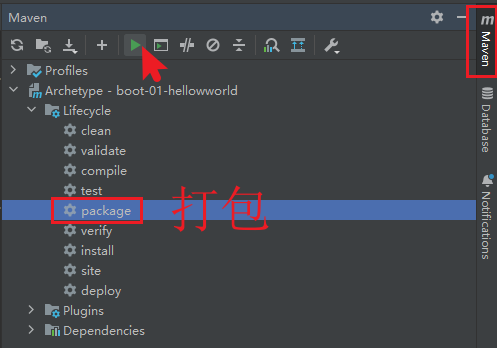 Maven
Profiles
Archetype - boot-01-hellowworld
Lifecycle
clean
validate
compile
test
package
打包
verify
install
site
deploy
Plugins
Dependencies
m
Maven
Database
Notifications